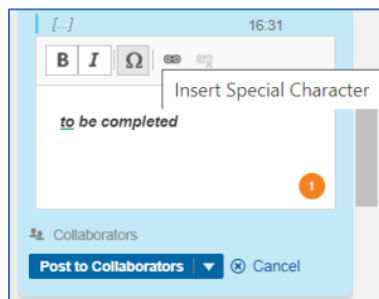 [...] 16:31
B I Ω
Insert Special Character
to be completed
1
Collaborators
Post to Collaborators Cancel